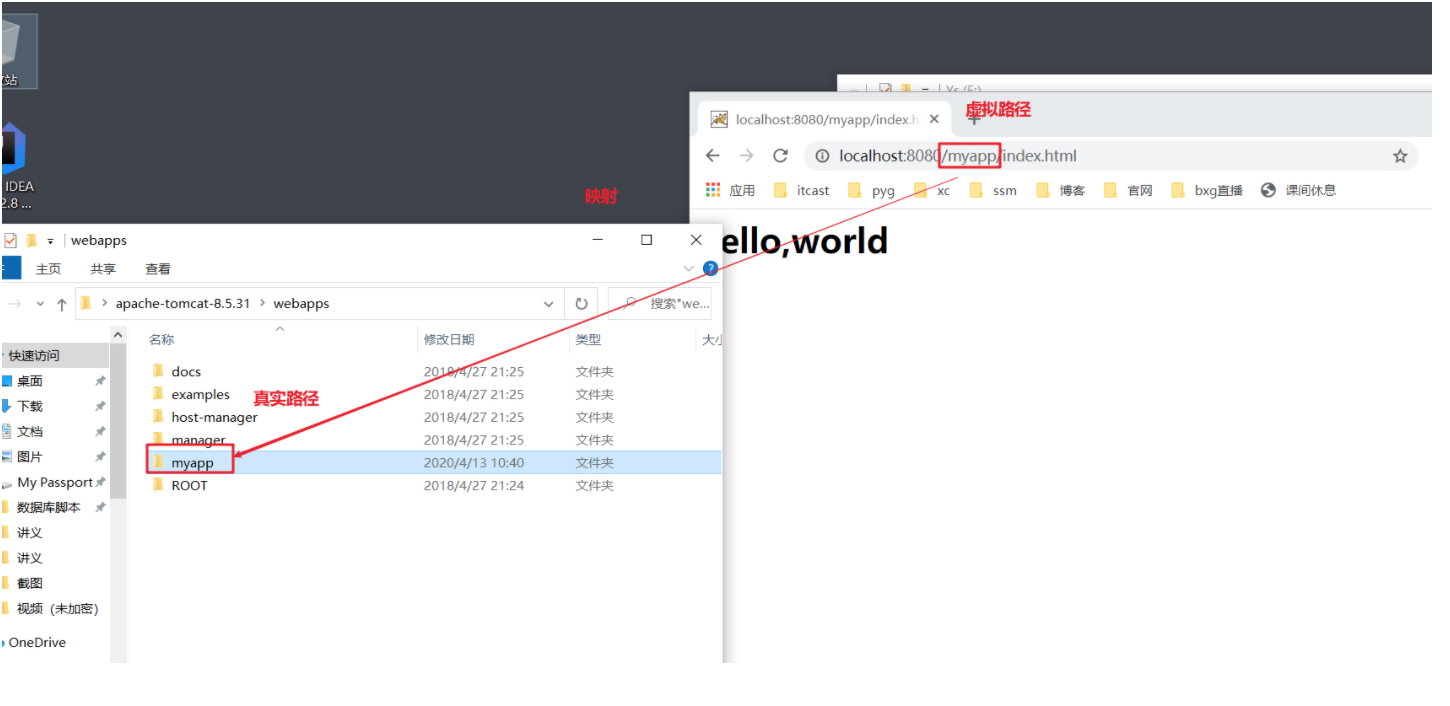 站
IDEA
2.8 ...
映射
虚拟路径
localhost:8080/myapp/index.h
localhost:8080/myapp/index.html
应用 itcast pyg xc ssm 博客 官网 bxg直播 课间休息
ello,world
webapps
主页 共享 查看
apache-tomcat-8.5.31 > webapps 搜索"we...
名称 修改日期 类型 大小
快速访问
桌面
下载
文档
图片
My Passport
数据库脚本
讲义
讲义
截图
视频（未加密）
OneDrive
真实路径
docs 2018/4/27 21:25 文件夹
examples 2018/4/27 21:25 文件夹
host-manager 2018/4/27 21:25 文件夹
manager 2018/4/27 21:25 文件夹
myapp 2020/4/13 10:40 文件夹
ROOT 2018/4/27 21:24 文件夹